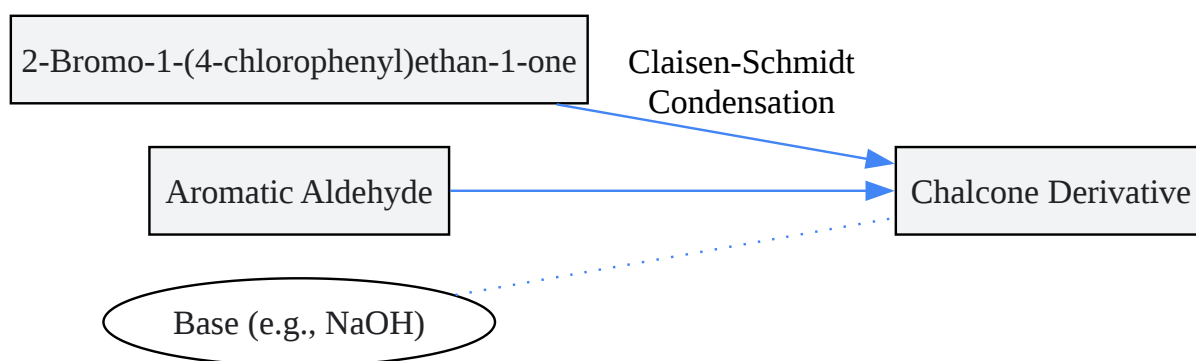 2-Bromo-1-(4-chlorophenyl)ethan-1-one
Claisen-Schmidt
Condensation
Aromatic Aldehyde
Chalcone Derivative
Base (e.g., NaOH)